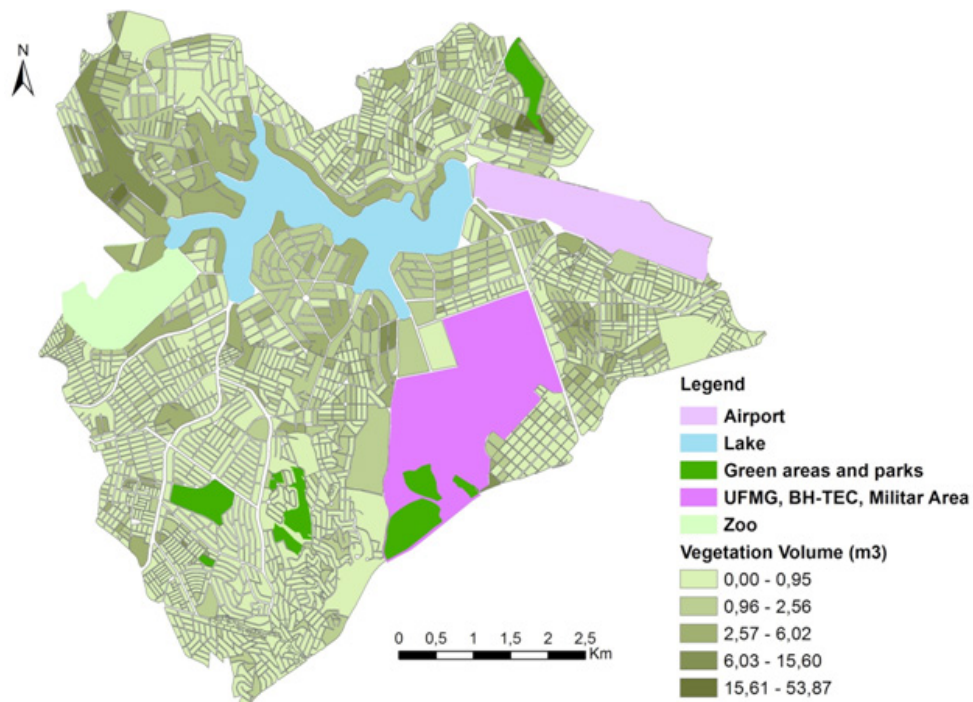 N
Legend
Airport
Lake
Green areas and parks
UFMG, BH-TEC, Militar Area
Zoo
Vegetation Volume (m3)
0,00 - 0,95
0,96 - 2,56
2,57 - 6,02
6,03 - 15,60
15,61 - 53,87
0 0,5 1 1,5 2 2,5
Km